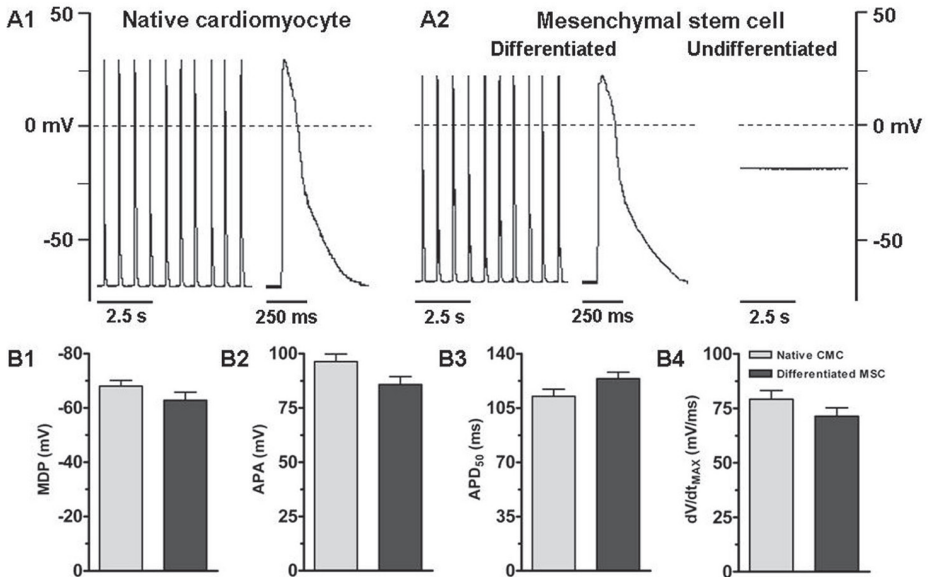 A1
Native cardiomyocyte
A2
Mesenchymal stem cell
Differentiated
Undifferentiated
50
0 mV
-50
50
0 mV
-50
2.5 s
250 ms
2.5 s
250 ms
2.5 s
B1
-80
-60
-40
-20
0
MDP (mV)
B2
100
75
50
25
0
APA (mV)
B3
140
105
70
35
0
APD50 (ms)
B4
100
75
50
25
0
dV/dtMAX (mV/ms)
Native CMC
Differentiated MSC